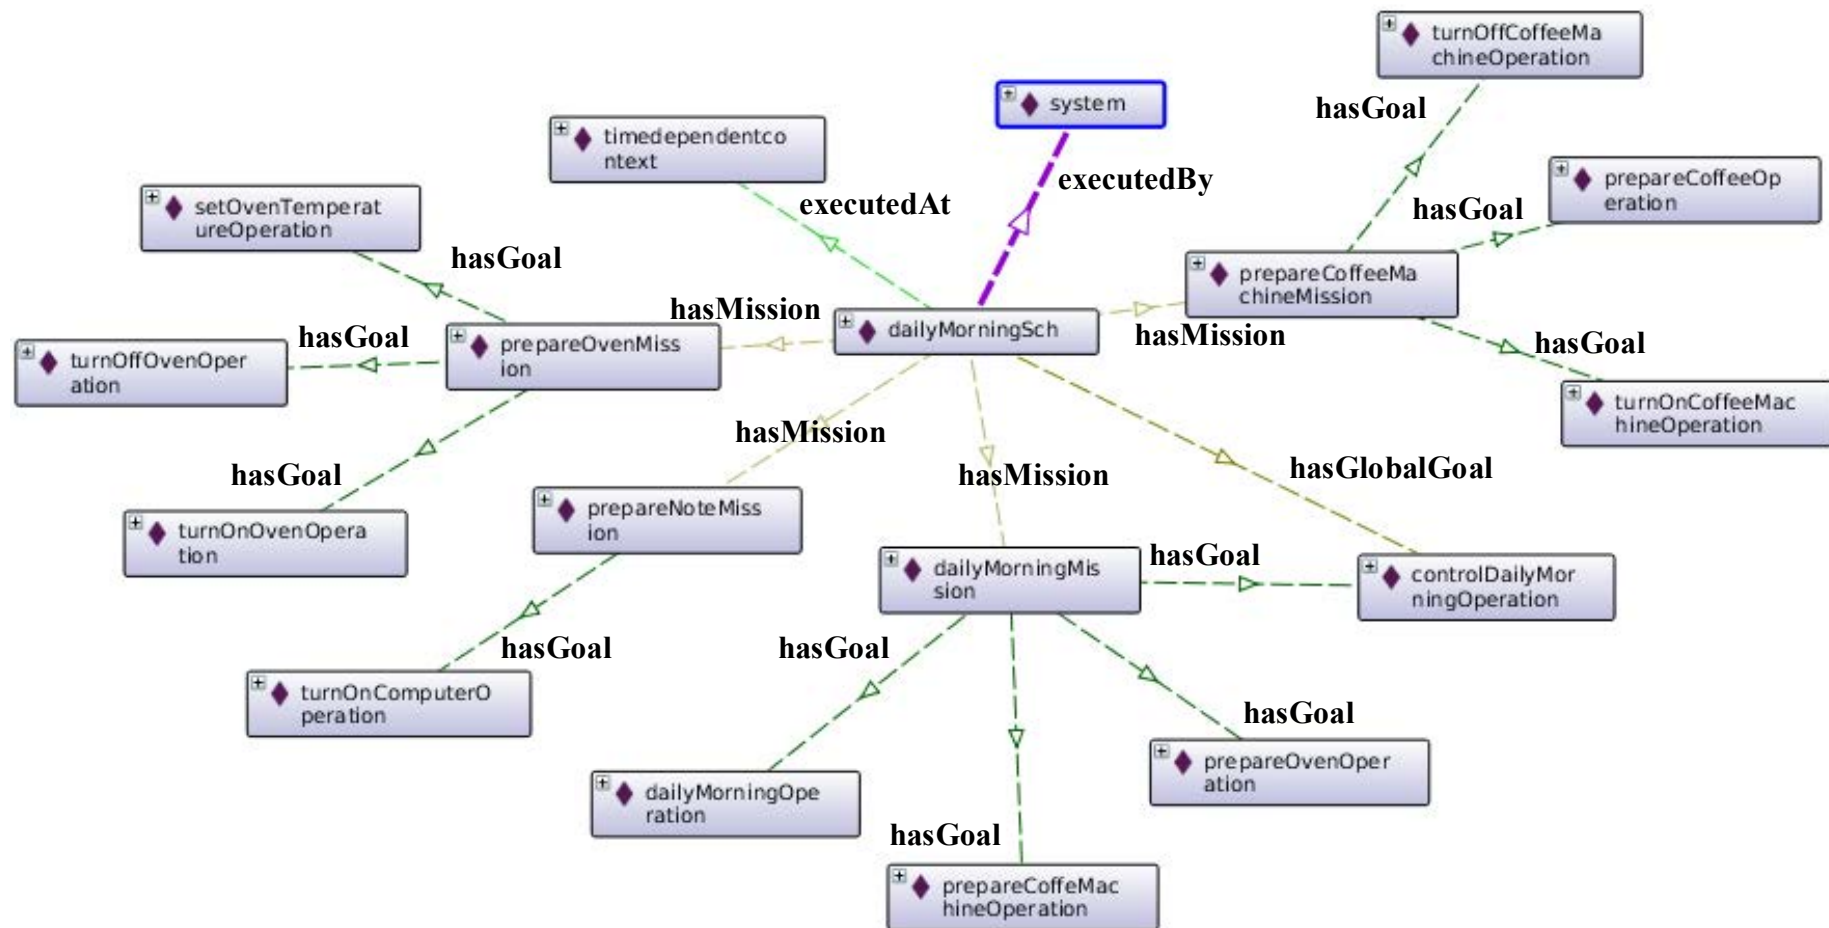 turnOffCoffeeMa
chineOperation
system
hasGoal
timedependentco
ntext
executedBy
prepareCoffeeOp
eration
setOvenTemperat
ureOperation
executedAt
hasGoal
hasGoal
prepareCoffeeMa
chineMission
hasMission
dailyMorningSch
hasMission
hasGoal
prepareOvenMiss
ion
hasGoal
turnOffOvenOper
ation
turnOnCoffeeMac
hineOperation
hasMission
hasGoal
hasMission
hasGlobalGoal
prepareNoteMiss
ion
turnOnOvenOpera
tion
hasGoal
dailyMorningMis
sion
controlDailyMor
ningOperation
hasGoal
hasGoal
turnOnComputerO
peration
hasGoal
prepareOvenOper
ation
dailyMorningOpe
ration
hasGoal
prepareCoffeMac
hineOperation